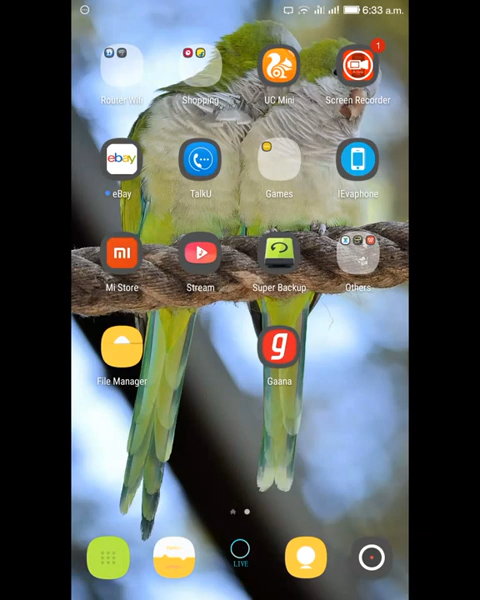 6:33 a.m.
1
Router Wifi
Shopping
UC Mini
Screen Recorder
ebay
eBay
TalkU
Games
IEvaphone
mi
Mi Store
Stream
Super Backup
Others
g
File Manager
Gaana
LIVE